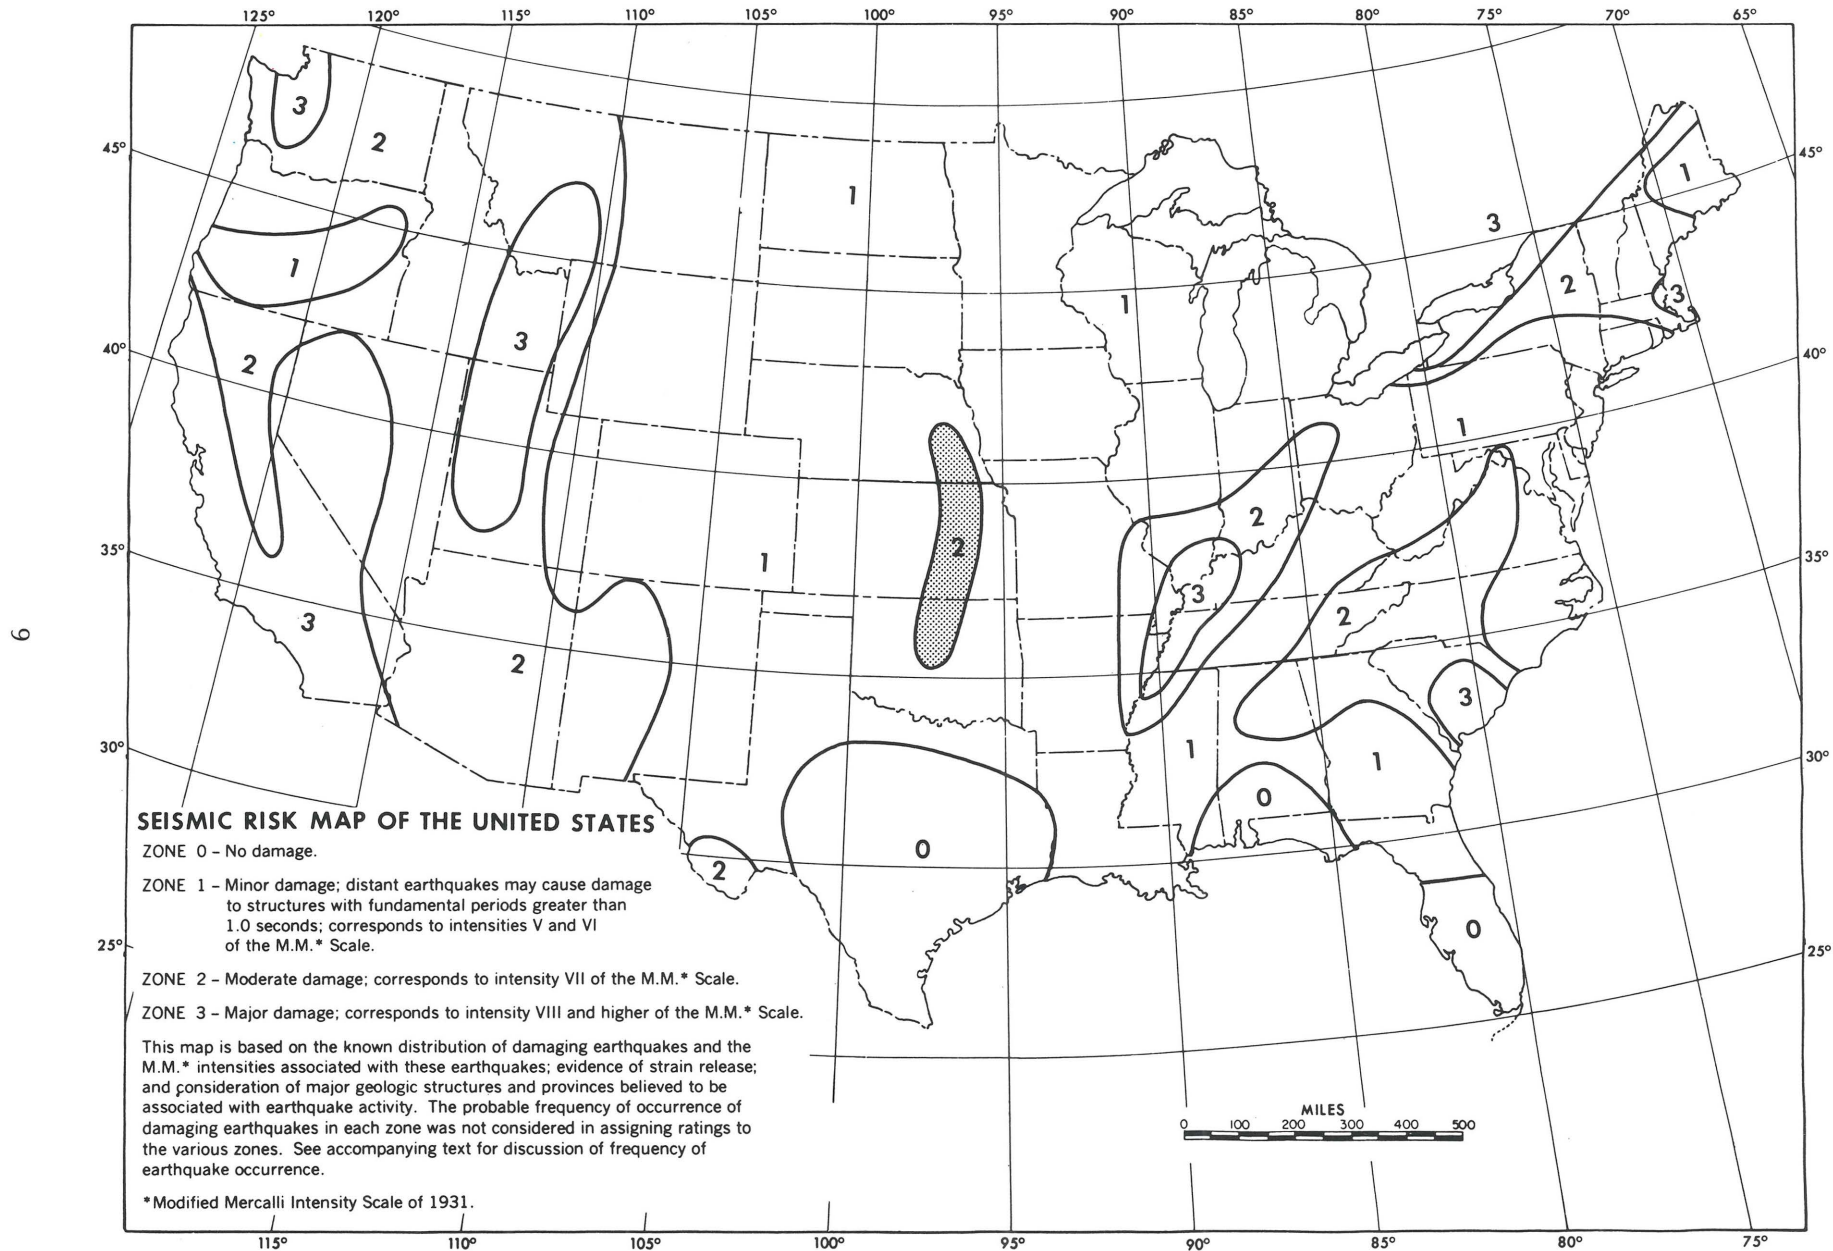 125° 120° 115° 110° 105° 100° 95° 90° 85° 80° 75° 70° 65°
3
2
45°
45°
1
1
3
1
1
2
3
1
3
2
40°
40°
1
2
2
1
2
35°
35°
3
3
2
2
3
1
1
30°
30°
0
0
2
0
25°
25°
6
SEISMIC RISK MAP OF THE UNITED STATES
ZONE 0 – No damage.
ZONE 1 – Minor damage; distant earthquakes may cause damage
to structures with fundamental periods greater than
1.0 seconds; corresponds to intensities V and VI
of the M.M.* Scale.
ZONE 2 – Moderate damage; corresponds to intensity VII of the M.M.* Scale.
ZONE 3 – Major damage; corresponds to intensity VIII and higher of the M.M.* Scale.
This map is based on the known distribution of damaging earthquakes and the
M.M.* intensities associated with these earthquakes; evidence of strain release;
and consideration of major geologic structures and provinces believed to be
associated with earthquake activity. The probable frequency of occurrence of
damaging earthquakes in each zone was not considered in assigning ratings to
the various zones. See accompanying text for discussion of frequency of
earthquake occurrence.
*Modified Mercalli Intensity Scale of 1931.
MILES
0 100 200 300 400 500
115° 110° 105° 100° 95° 90° 85° 80° 75°